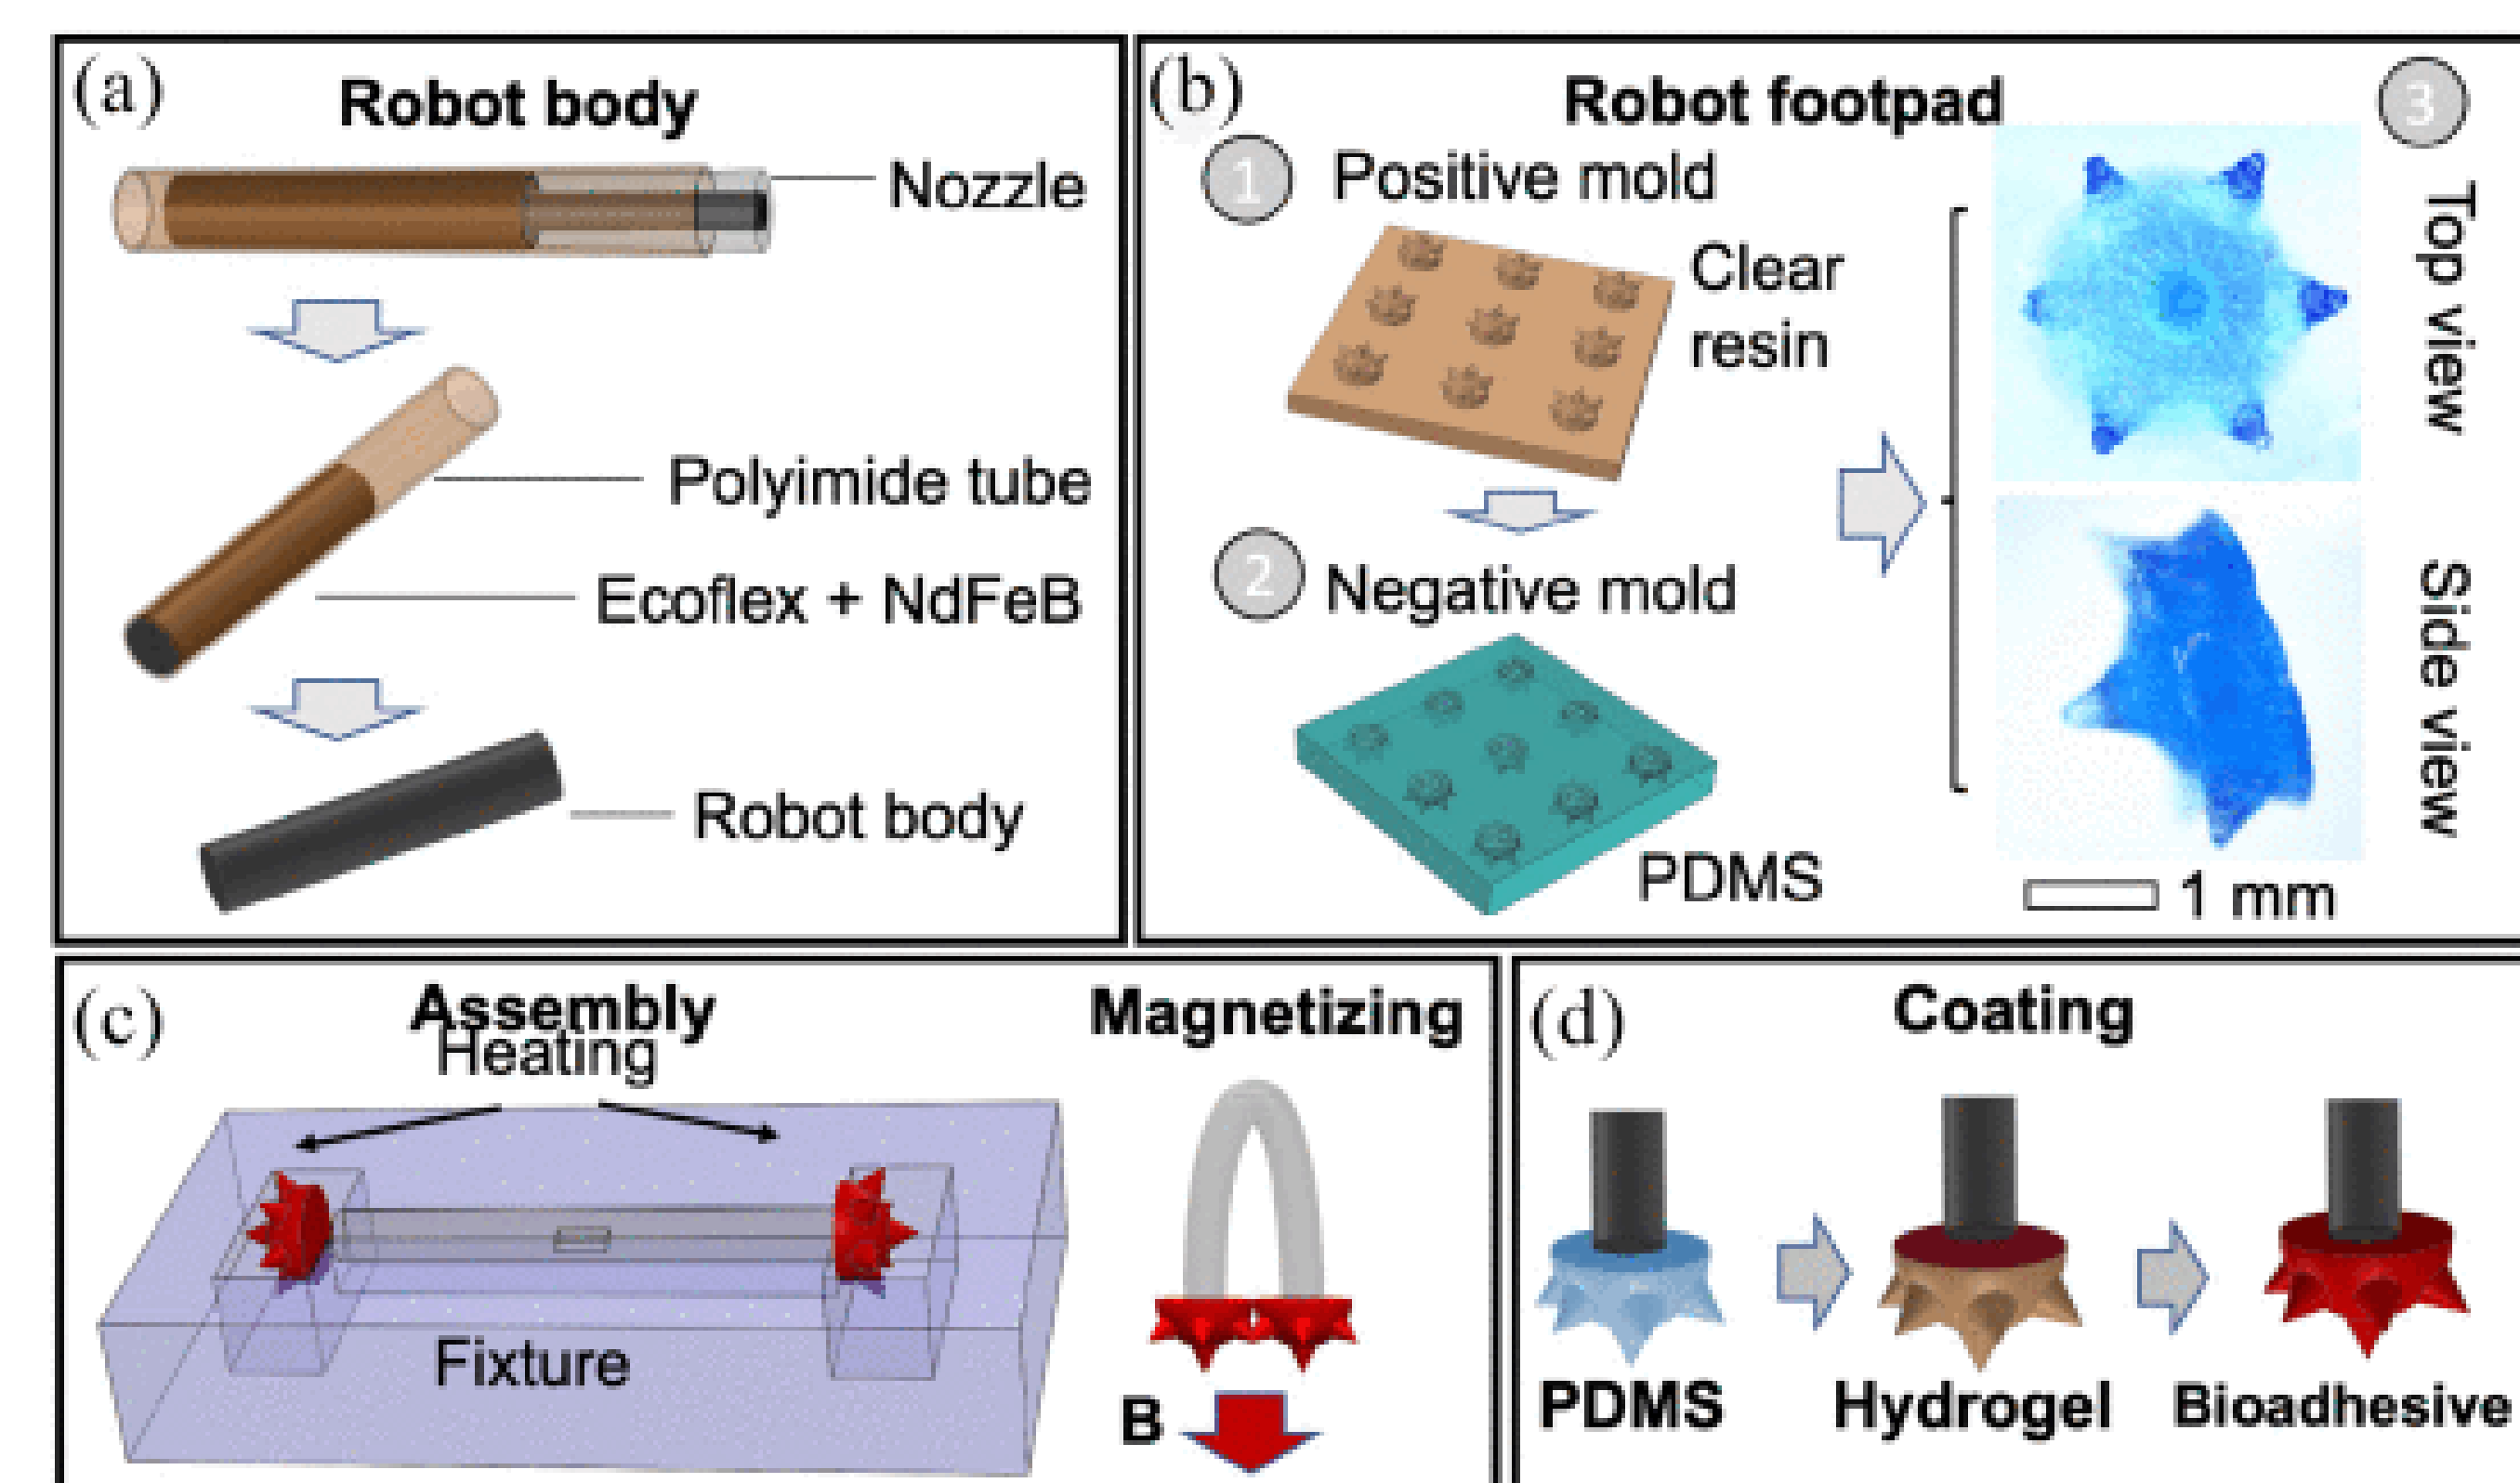 (a)
Robot body
Nozzle
Polyimide tube
Ecoflex + NdFeB
Robot body
(b)
Robot footpad
1
Positive mold
Clear
resin
2
Negative mold
PDMS
3
Top view
Side view
1 mm
(c)
Assembly
Heating
Fixture
Magnetizing
B
(d)
Coating
PDMS
Hydrogel
Bioadhesive